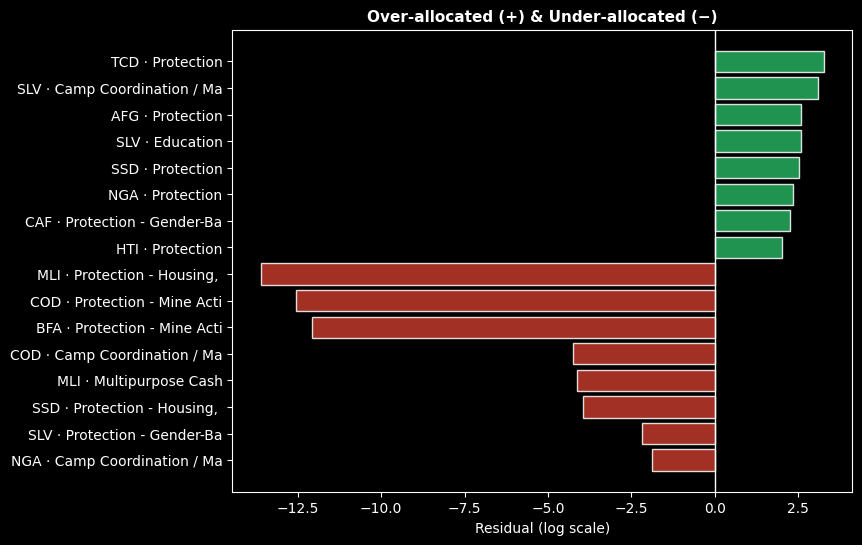 Over-allocated (+) & Under-allocated (−)
TCD · Protection
SLV · Camp Coordination / Ma
AFG · Protection
SLV · Education
SSD · Protection
NGA · Protection
CAF · Protection - Gender-Ba
HTI · Protection
MLI · Protection - Housing,
COD · Protection - Mine Acti
BFA · Protection - Mine Acti
COD · Camp Coordination / Ma
MLI · Multipurpose Cash
SSD · Protection - Housing,
SLV · Protection - Gender-Ba
NGA · Camp Coordination / Ma
−12.5 −10.0 −7.5 −5.0 −2.5 0.0 2.5
Residual (log scale)